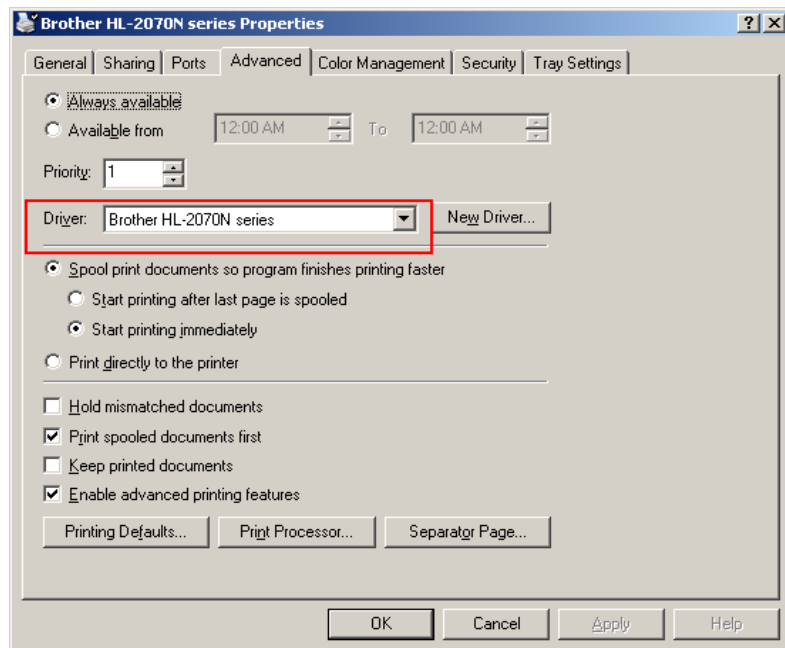 Brother HL-2070N series Properties
General Sharing Ports Advanced Color Management Security Tray Settings
Always available
Available from 12:00 AM To 12:00 AM
Priority: 1
Driver: Brother HL-2070N series New Driver...
Spool print documents so program finishes printing faster
Start printing after last page is spooled
Start printing immediately
Print directly to the printer
Hold mismatched documents
Print spooled documents first
Keep printed documents
Enable advanced printing features
Printing Defaults... Print Processor... Separator Page...
OK Cancel Apply Help